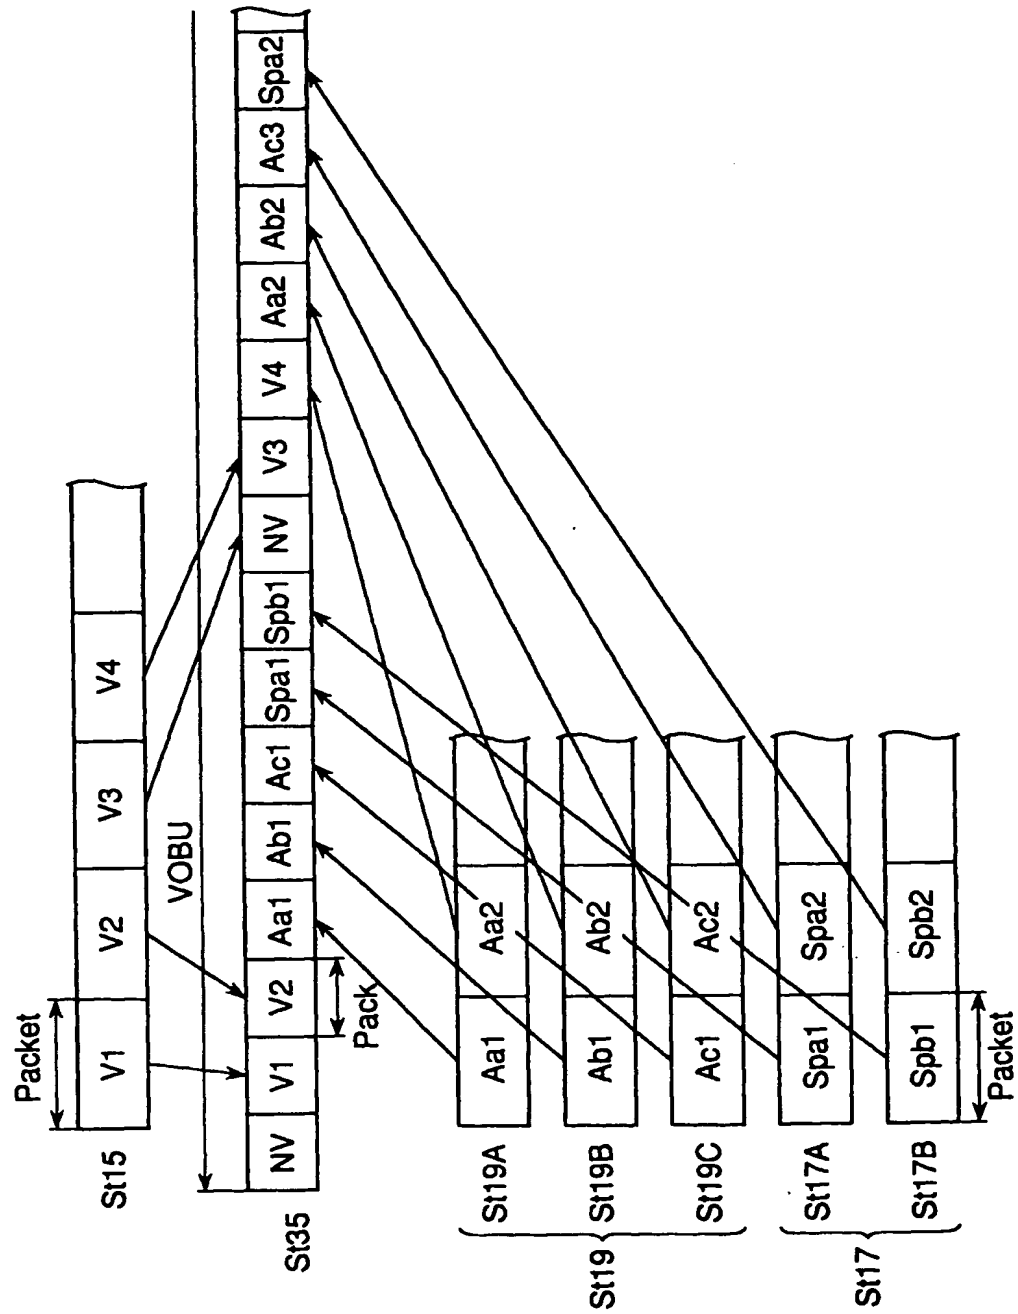 Packet
St15 V1 V2 V3 V4
VOBU
St35 NV V1 V2 Aa1 Ab1 Ac1 Spa1 Spb1 NV V3 V4 Aa2 Ab2 Ac3 Spa2
Pack
St19
St19A Aa1 Aa2
St19B Ab1 Ab2
St19C Ac1 Ac2
St17
St17A Spa1 Spa2
St17B Spb1 Spb2
Packet